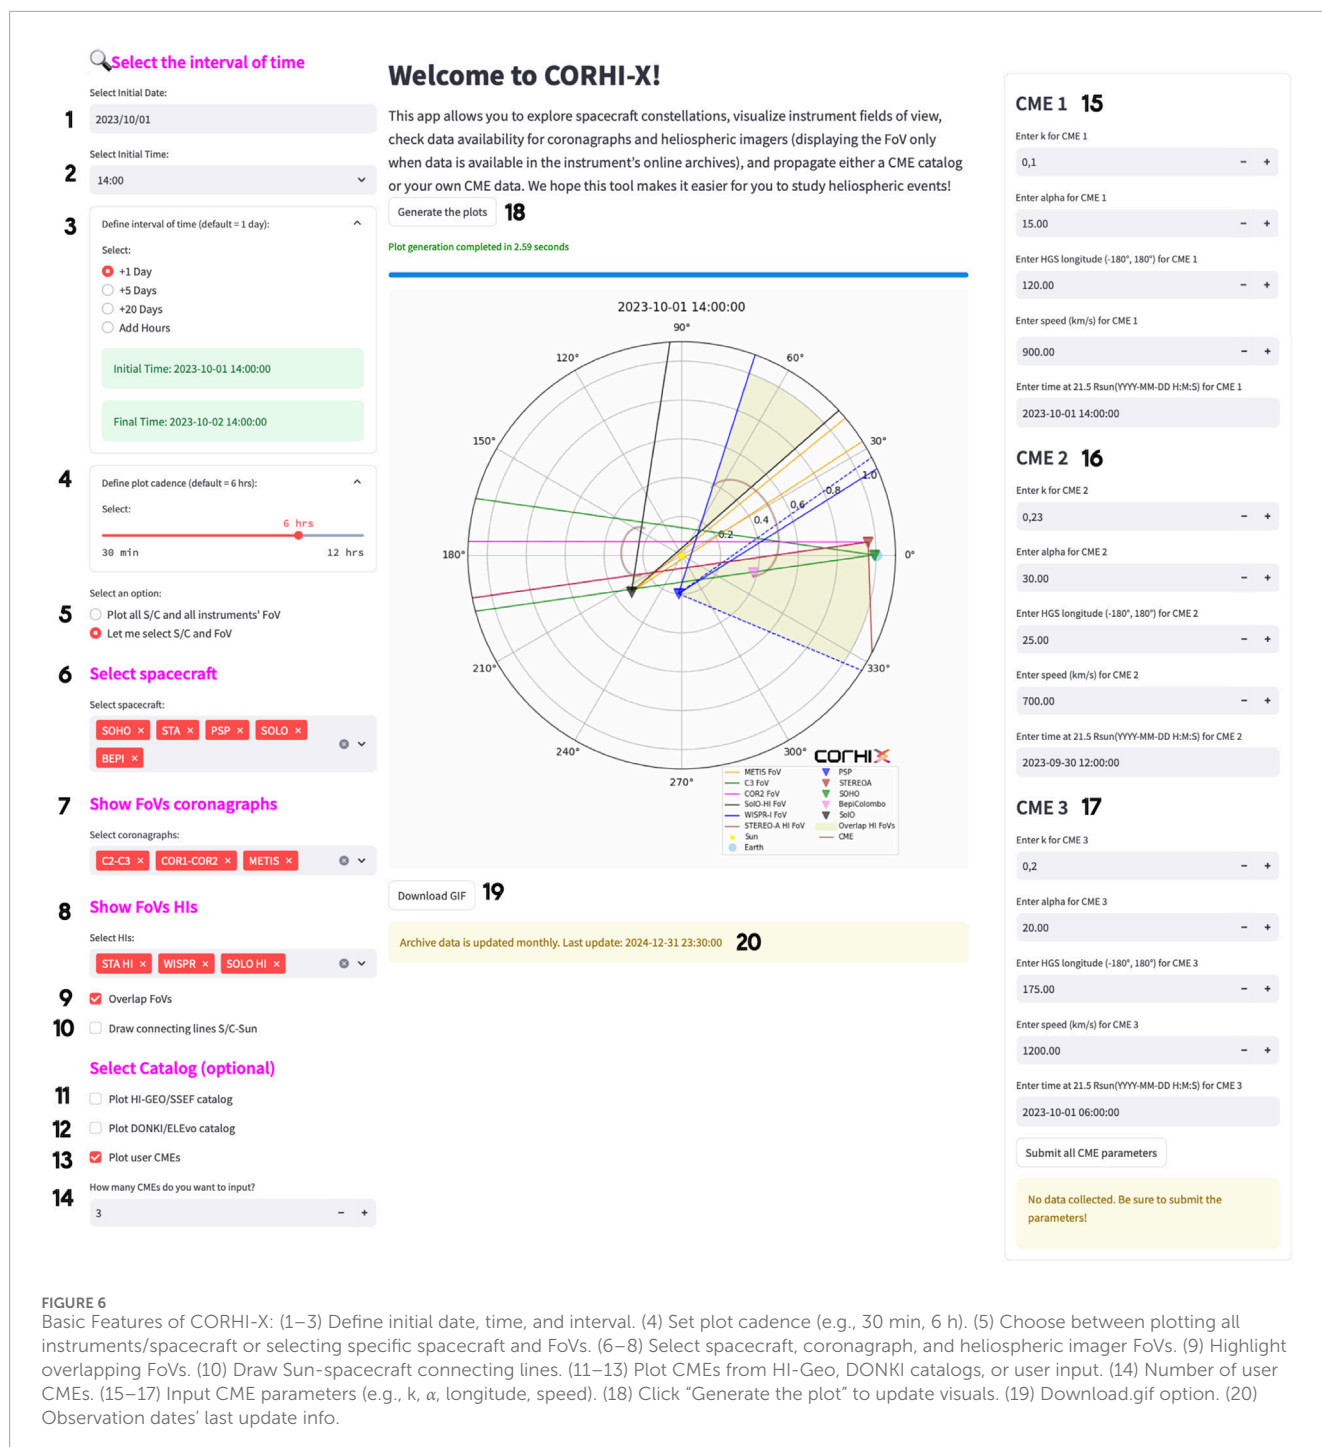 Select the interval of time
Select Initial Date:
1
2023/10/01
Select Initial Time:
2
14:00
3
Define interval of time (default = 1 day):
Select:
+1 Day
+5 Days
+20 Days
Add Hours
Initial Time: 2023-10-01 14:00:00
Final Time: 2023-10-02 14:00:00
4
Define plot cadence (default = 6 hrs):
Select:
6 hrs
30 min
12 hrs
Select an option:
5
Plot all S/C and all instruments' FoV
Let me select S/C and FoV
6
Select spacecraft
Select spacecraft:
SOHO × STA × PSP × SOLO ×
BEPI ×
7
Show FoVs coronagraphs
Select coronagraphs:
C2-C3 × COR1-COR2 × METIS ×
8
Show FoVs HIs
Select HIs:
STA HI × WISPR × SOLO HI ×
9
Overlap FoVs
10
Draw connecting lines S/C-Sun
Select Catalog (optional)
11
Plot HI-GEO/SSEF catalog
12
Plot DONKI/ELEvo catalog
13
Plot user CMEs
How many CMEs do you want to input?
14
3 − +
Welcome to CORHI-X!
This app allows you to explore spacecraft constellations, visualize instrument fields of view,
check data availability for coronagraphs and heliospheric imagers (displaying the FoV only
when data is available in the instrument's online archives), and propagate either a CME catalog
or your own CME data. We hope this tool makes it easier for you to study heliospheric events!
Generate the plots
18
Plot generation completed in 2.59 seconds
2023-10-01 14:00:00
90°
120°
60°
150°
30°
1.0
0.8
0.6
0.4
0.2
180°
0°
210°
330°
240°
300°
270°
CORHIX
METIS FoV
C3 FoV
COR2 FoV
SolO-HI FoV
WISPR-I FoV
STEREO-A HI FoV
Sun
Earth
PSP
STEREOA
SOHO
BepiColombo
SolO
Overlap HI FoVs
CME
Download GIF
19
Archive data is updated monthly. Last update: 2024-12-31 23:30:00
20
CME 1 15
Enter k for CME 1
0,1 − +
Enter alpha for CME 1
15.00 − +
Enter HGS longitude (-180°, 180°) for CME 1
120.00 − +
Enter speed (km/s) for CME 1
900.00 − +
Enter time at 21.5 Rsun(YYYY-MM-DD H:M:S) for CME 1
2023-10-01 14:00:00
CME 2 16
Enter k for CME 2
0,23 − +
Enter alpha for CME 2
30.00 − +
Enter HGS longitude (-180°, 180°) for CME 2
25.00 − +
Enter speed (km/s) for CME 2
700.00 − +
Enter time at 21.5 Rsun(YYYY-MM-DD H:M:S) for CME 2
2023-09-30 12:00:00
CME 3 17
Enter k for CME 3
0,2 − +
Enter alpha for CME 3
20.00 − +
Enter HGS longitude (-180°, 180°) for CME 3
175.00 − +
Enter speed (km/s) for CME 3
1200.00 − +
Enter time at 21.5 Rsun(YYYY-MM-DD H:M:S) for CME 3
2023-10-01 06:00:00
Submit all CME parameters
No data collected. Be sure to submit the
parameters!
FIGURE 6
Basic Features of CORHI-X: (1–3) Define initial date, time, and interval. (4) Set plot cadence (e.g., 30 min, 6 h). (5) Choose between plotting all
instruments/spacecraft or selecting specific spacecraft and FoVs. (6–8) Select spacecraft, coronagraph, and heliospheric imager FoVs. (9) Highlight
overlapping FoVs. (10) Draw Sun-spacecraft connecting lines. (11–13) Plot CMEs from HI-Geo, DONKI catalogs, or user input. (14) Number of user
CMEs. (15–17) Input CME parameters (e.g., k, α, longitude, speed). (18) Click “Generate the plot” to update visuals. (19) Download.gif option. (20)
Observation dates’ last update info.